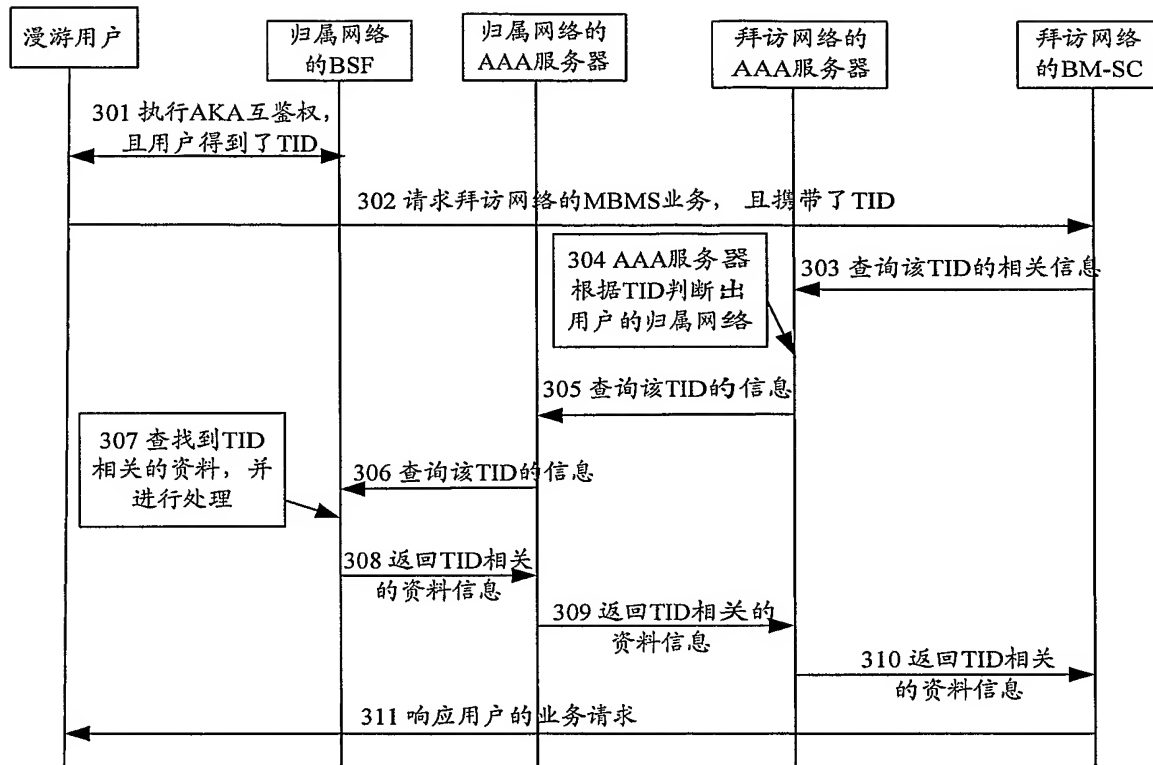 漫游用户
归属网络
的BSF
归属网络的
AAA服务器
拜访网络的
AAA服务器
拜访网络
的BM-SC
301 执行AKA互鉴权，
且用户得到了TID
302 请求拜访网络的MBMS业务， 且携带了TID
303 查询该TID的相关信息
304 AAA服务器
根据TID判断出
用户的归属网络
305 查询该TID的信息
306 查询该TID的信息
307 查找到TID
相关的资料，并
进行处理
308 返回TID相关
的资料信息
309 返回TID相关的
资料信息
310 返回TID相关
的资料信息
311 响应用户的业务请求